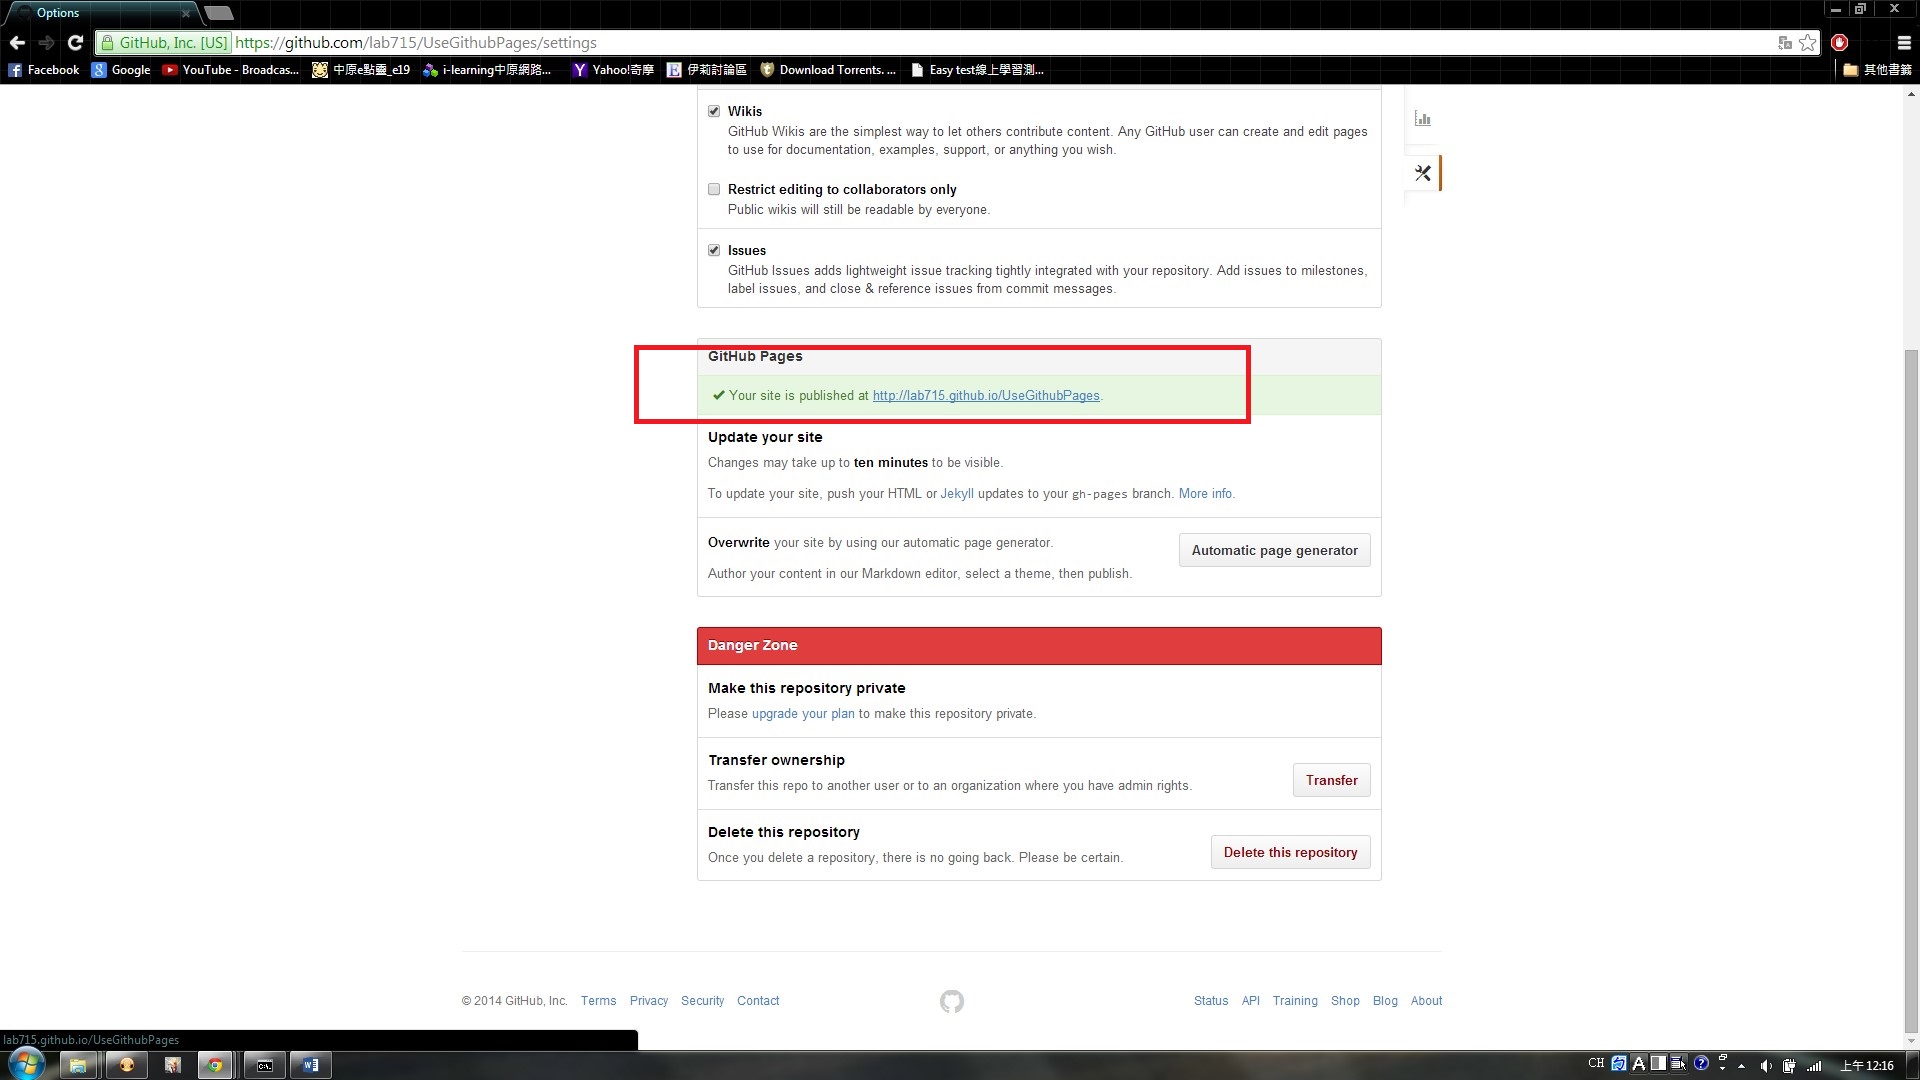 Options
GitHub, Inc. [US] https://github.com/lab715/UseGithubPages/settings
Facebook Google YouTube - Broadcas... 中原e點靈_e19 i-learning中原網路... Yahoo!奇摩 伊莉討論區 Download Torrents. ... Easy test線上學習測... 其他書籤
Wikis
GitHub Wikis are the simplest way to let others contribute content. Any GitHub user can create and edit pages
to use for documentation, examples, support, or anything you wish.
Restrict editing to collaborators only
Public wikis will still be readable by everyone.
Issues
GitHub Issues adds lightweight issue tracking tightly integrated with your repository. Add issues to milestones,
label issues, and close & reference issues from commit messages.
GitHub Pages
Your site is published at http://lab715.github.io/UseGithubPages.
Update your site
Changes may take up to ten minutes to be visible.
To update your site, push your HTML or Jekyll updates to your gh-pages branch. More info.
Overwrite your site by using our automatic page generator.
Automatic page generator
Author your content in our Markdown editor, select a theme, then publish.
Danger Zone
Make this repository private
Please upgrade your plan to make this repository private.
Transfer ownership
Transfer this repo to another user or to an organization where you have admin rights.
Transfer
Delete this repository
Once you delete a repository, there is no going back. Please be certain.
Delete this repository
© 2014 GitHub, Inc. Terms Privacy Security Contact Status API Training Shop Blog About
lab715.github.io/UseGithubPages
CH 上午 12:16